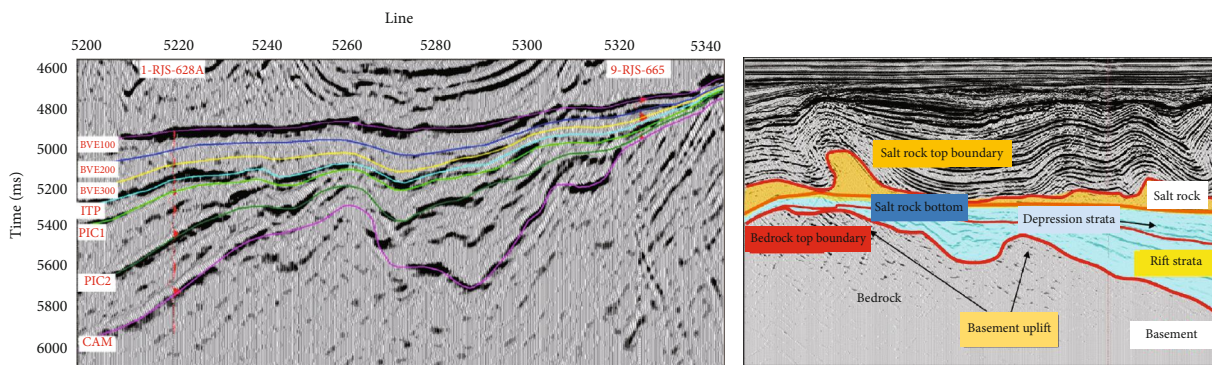 Line
5200 5220 5240 5260 5280 5300 5320 5340
1-RJS-628A
9-RJS-665
Time (ms)
4600
4800
5000
5200
5400
5600
5800
6000
BVE100
BVE200
BVE300
ITP
PIC1
PIC2
CAM
Salt rock top boundary
Salt rock
Salt rock bottom
Depression strata
Bedrock top boundary
Rift strata
Bedrock
Basement uplift
Basement